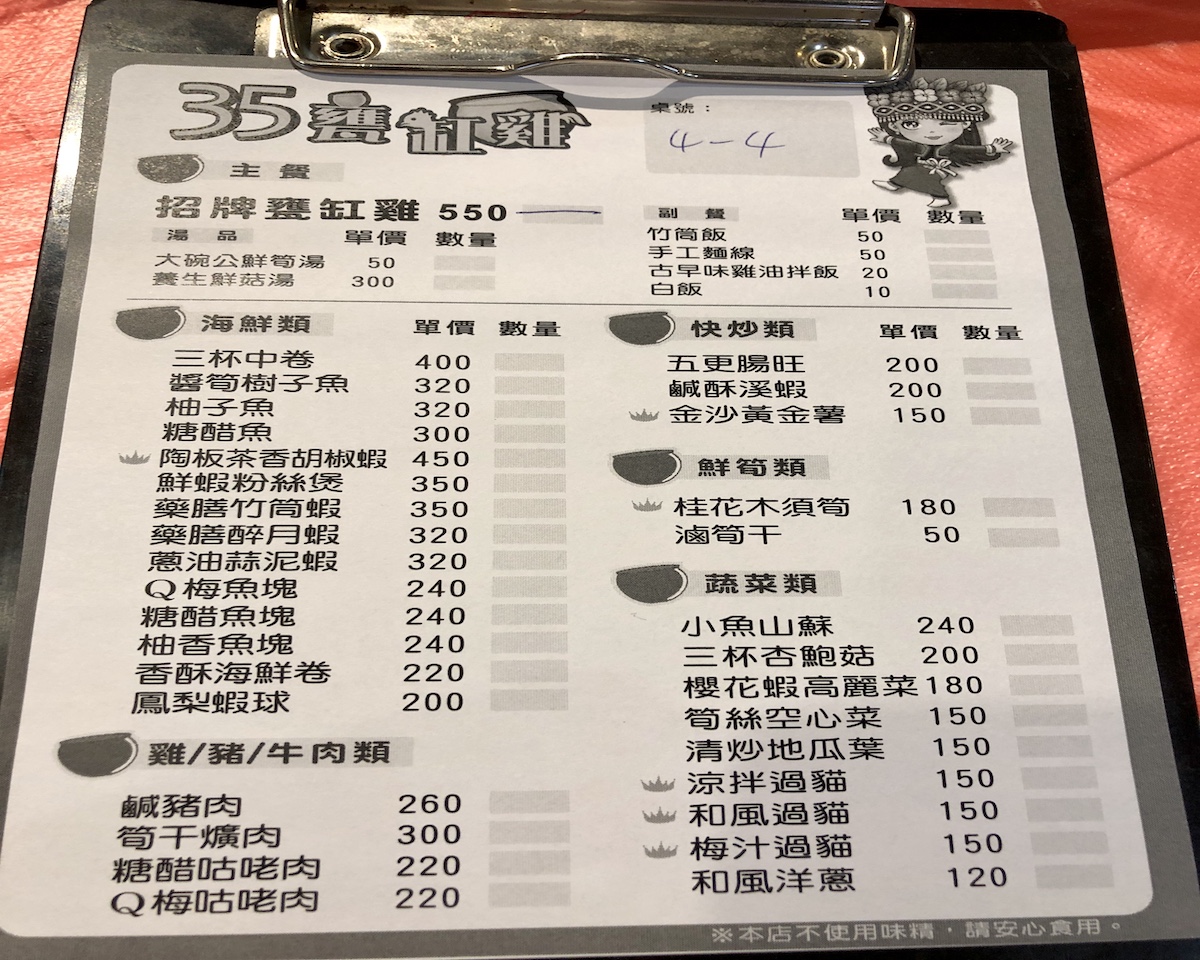 35甕缸雞
桌號：
4-4
主餐
招牌甕缸雞 550 一
湯品 單價 數量
大碗公鮮筍湯 50
養生鮮菇湯 300
副餐 單價 數量
竹筒飯 50
手工麵線 50
古早味雞油拌飯 20
白飯 10
海鮮類 單價 數量
三杯中卷 400
醬筍樹子魚 320
柚子魚 320
糖醋魚 300
陶板茶香胡椒蝦 450
鮮蝦粉絲煲 350
藥膳竹筒蝦 350
藥膳醉月蝦 320
蔥油蒜泥蝦 320
Q梅魚塊 240
糖醋魚塊 240
柚香魚塊 240
香酥海鮮卷 220
鳳梨蝦球 200
雞/豬/牛肉類
鹹豬肉 260
筍干爌肉 300
糖醋咕咾肉 220
Q梅咕咾肉 220
快炒類 單價 數量
五更腸旺 200
鹹酥溪蝦 200
金沙黃金薯 150
鮮筍類
桂花木須筍 180
滷筍干 50
蔬菜類
小魚山蘇 240
三杯杏鮑菇 200
櫻花蝦高麗菜 180
筍絲空心菜 150
清炒地瓜葉 150
涼拌過貓 150
和風過貓 150
梅汁過貓 150
和風洋蔥 120
※本店不使用味精，請安心食用。